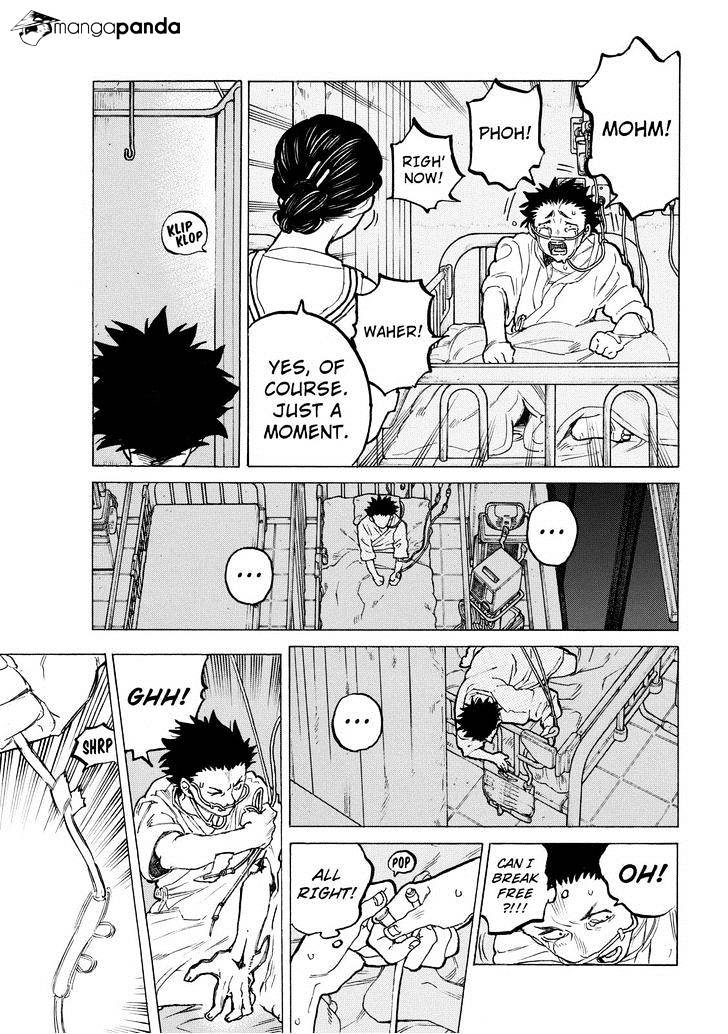 mangapanda
MOHM!
PHOH!
RIGH'
NOW!
WAHER!
YES, OF
COURSE.
JUST A
MOMENT.
KLIP
KLOP
...
...
...
OH!
CAN I
BREAK
FREE
?!!!
POP
ALL
RIGHT!
GHH!
SHRP